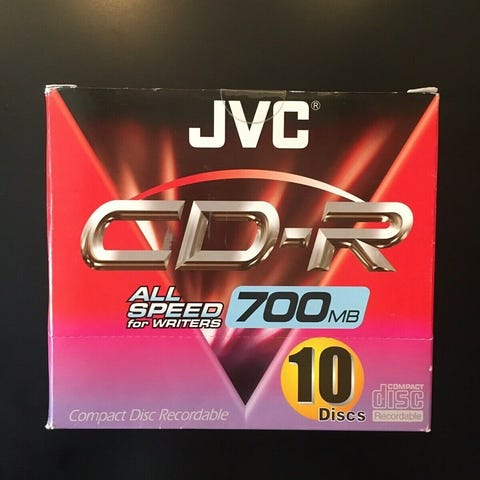 JVC®
CD-R
ALL
SPEED
for WRITERS
700MB
10
Discs
Compact Disc Recordable
COMPACT
disc
Recordable